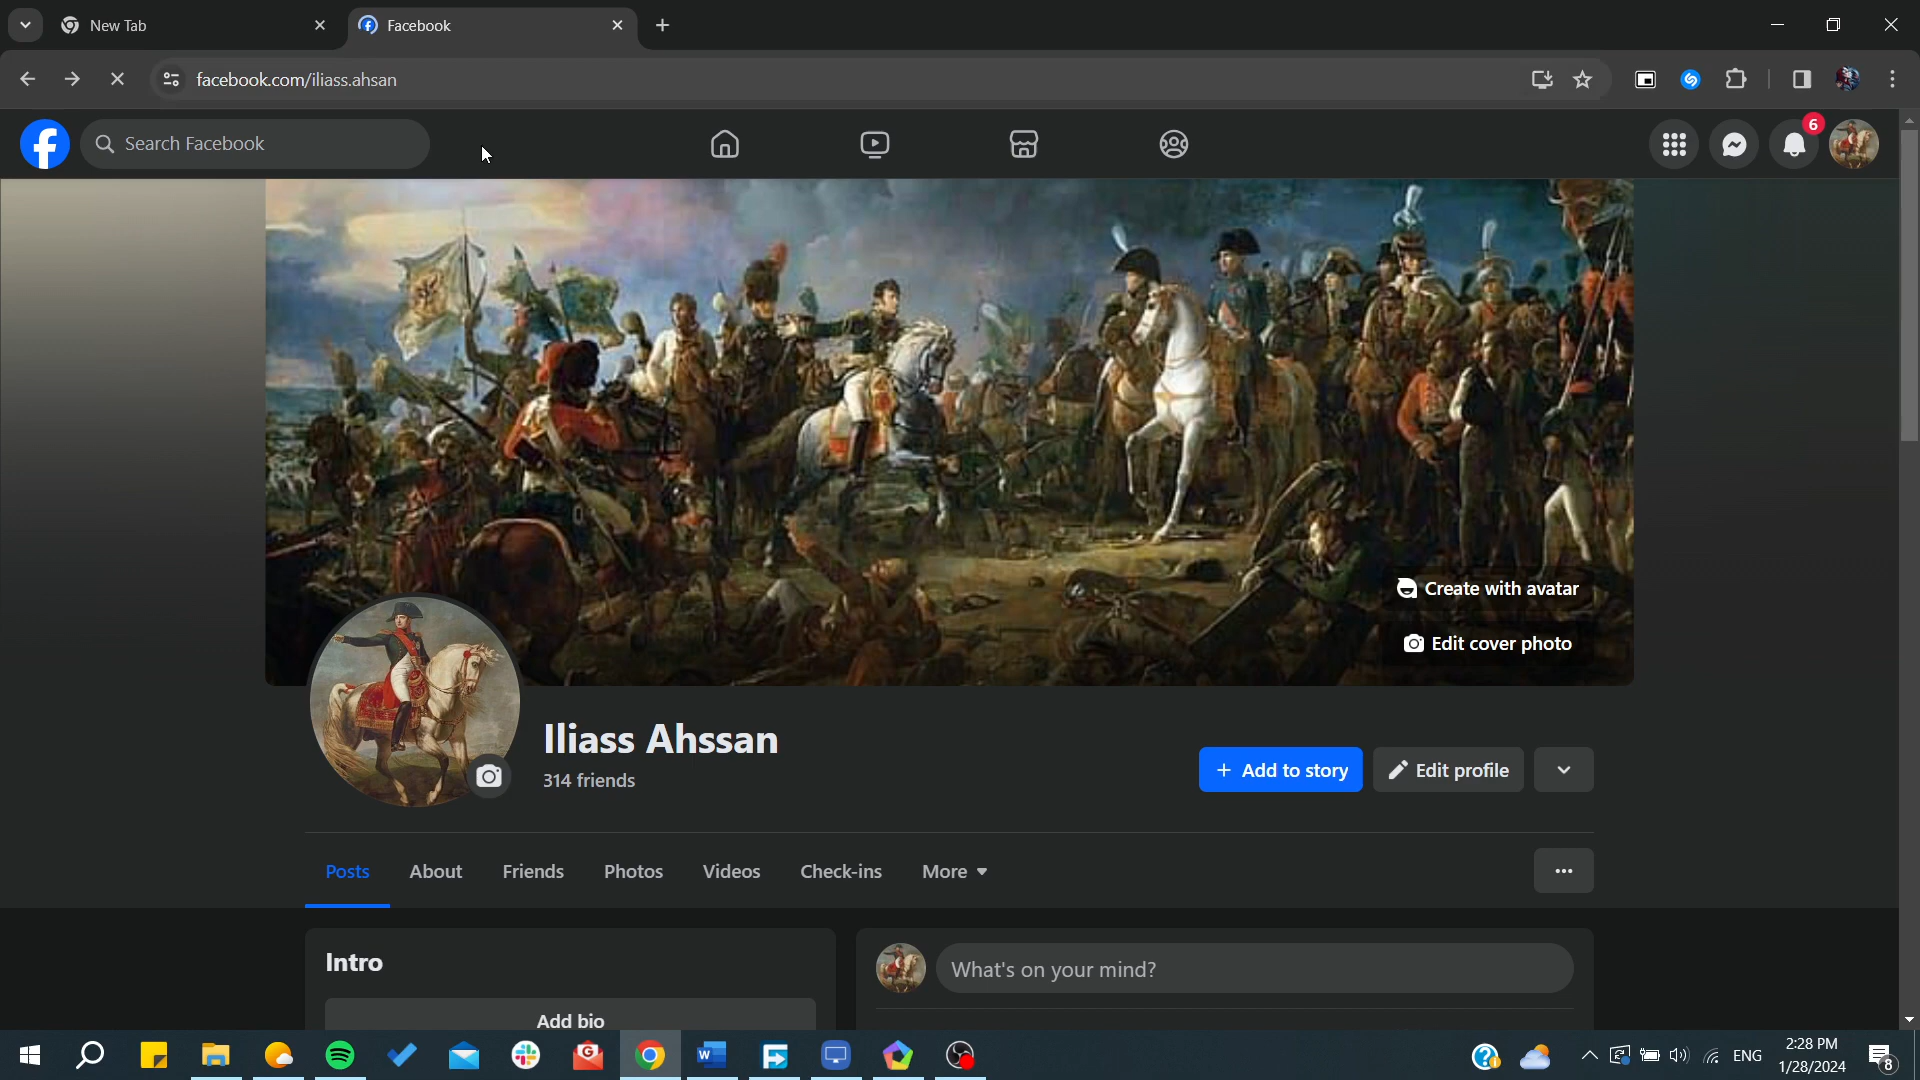 New Tab
Facebook
facebook.com/iliass.ahsan
Search Facebook
6
Create with avatar
Edit cover photo
Iliass Ahssan
314 friends
+ Add to story
Edit profile
Posts
About
Friends
Photos
Videos
Check-ins
More
Intro
What's on your mind?
Add bio
ENG
2:28 PM
1/28/2024
8